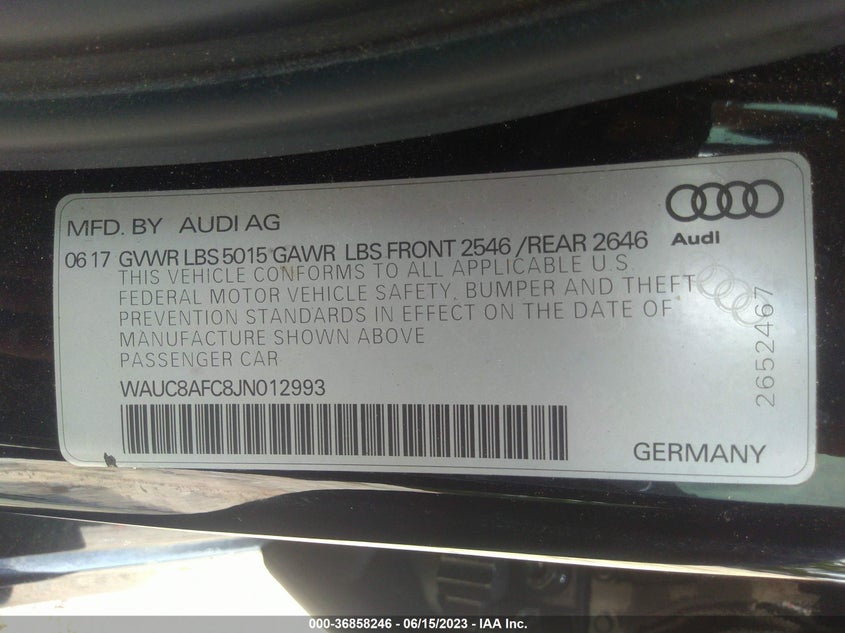 MFD. BY AUDI AG
Audi
06 17 GVWR LBS 5015 GAWR LBS FRONT 2546 /REAR 2646
THIS VEHICLE CONFORMS TO ALL APPLICABLE U.S.
FEDERAL MOTOR VEHICLE SAFETY, BUMPER AND THEFT
PREVENTION STANDARDS IN EFFECT ON THE DATE OF
MANUFACTURE SHOWN ABOVE
PASSENGER CAR
WAUC8AFC8JN012993
2652467
GERMANY
000-36858246 - 06/15/2023 - IAA, Inc.